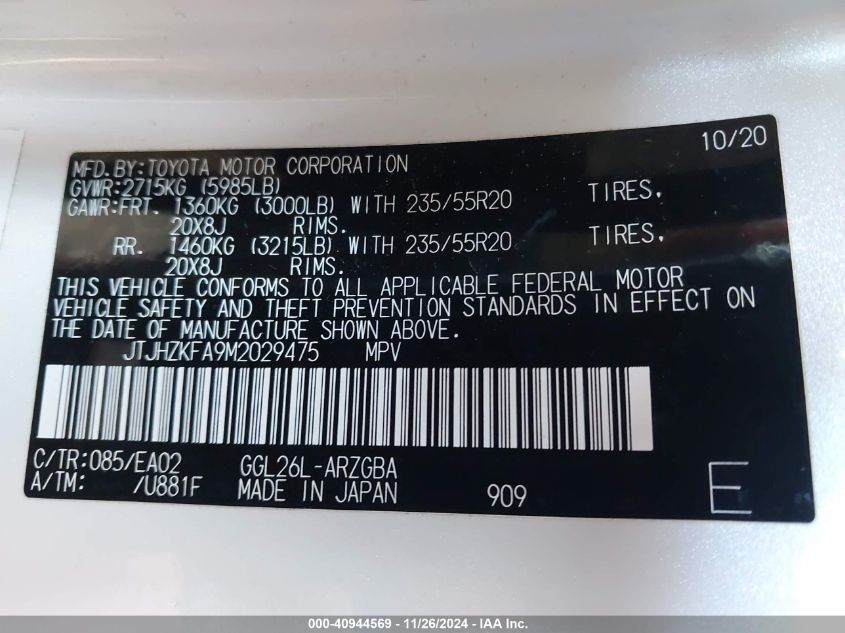 10/20
MFD.BY:TOYOTA MOTOR CORPORATION
GVWR:2715KG (5985LB)
GAWR:FRT. 1360KG (3000LB) WITH 235/55R20 TIRES,
20X8J RIMS.
RR. 1460KG (3215LB) WITH 235/55R20 TIRES,
20X8J RIMS.
THIS VEHICLE CONFORMS TO ALL APPLICABLE FEDERAL MOTOR
VEHICLE SAFETY AND THEFT PREVENTION STANDARDS IN EFFECT ON
THE DATE OF MANUFACTURE SHOWN ABOVE.
JTJHZKFA9M2029475 MPV
C/TR:085/EA02 GGL26L-ARZGBA
A/TM: /U881F MADE IN JAPAN 909 E
000-40944569 - 11/26/2024 - IAAI.com.